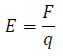 E = F/q